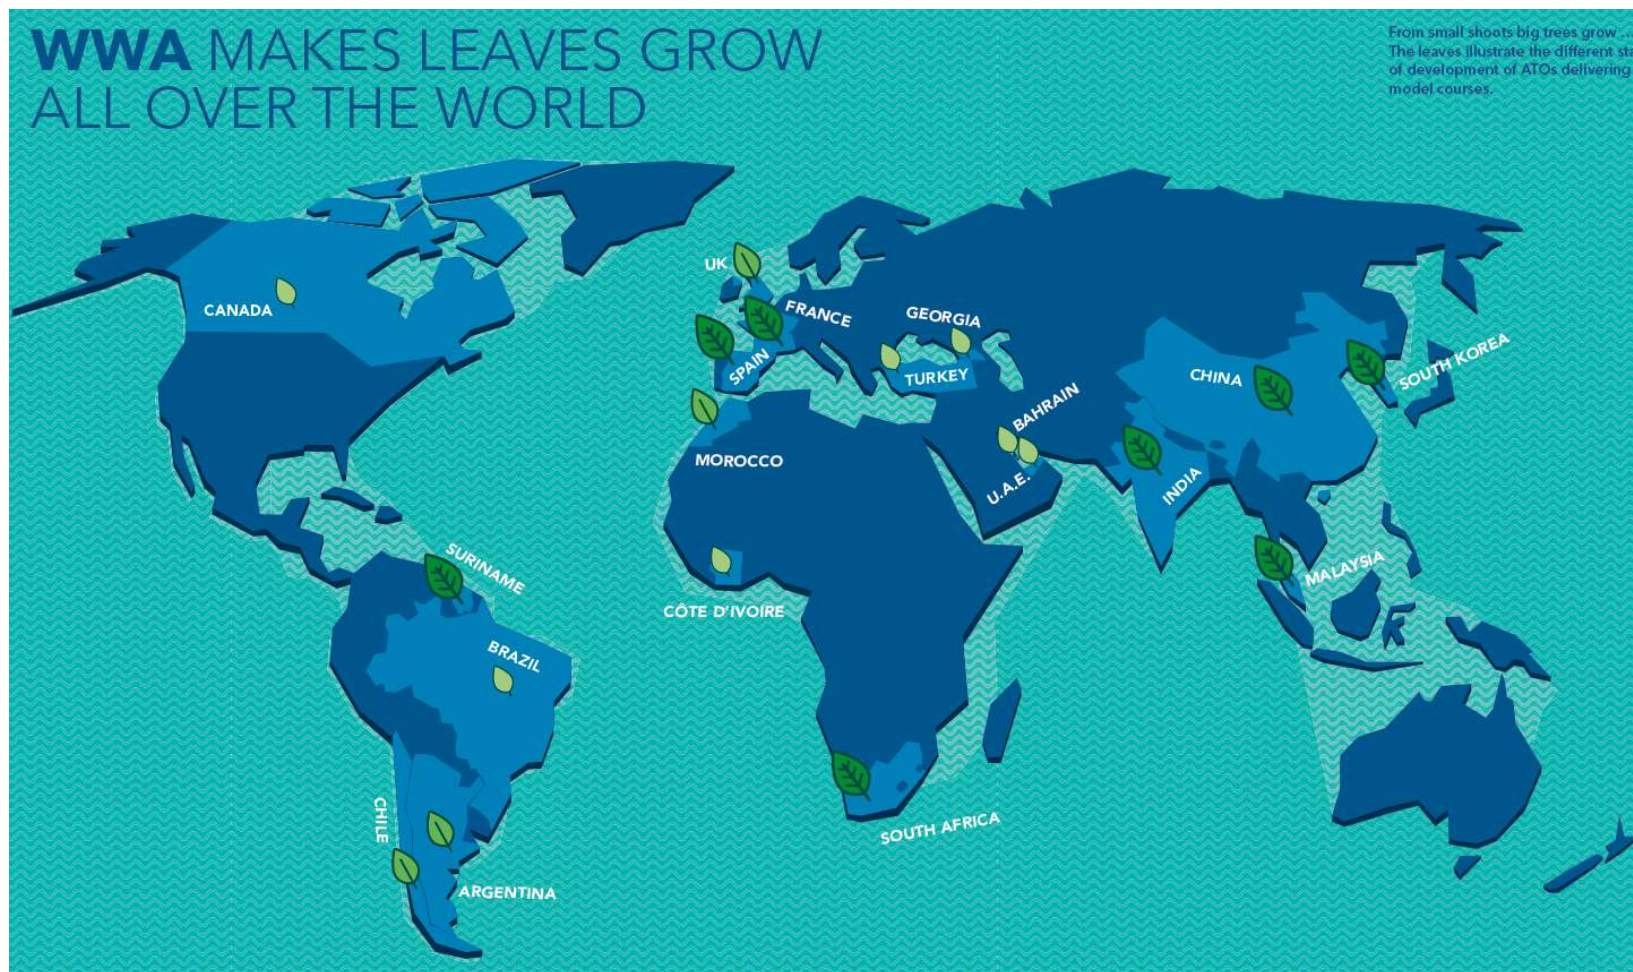 WWA MAKES LEAVES GROW
ALL OVER THE WORLD
From small shoots big trees grow ...
The leaves illustrate the different
of development of ATOs delivering
model courses.
UK
CANADA
FRANCE
GEORGIA
SPAIN
TURKEY
CHINA
SOUTH KOREA
BAHRAIN
MOROCCO
U.A.E.
INDIA
SURINAME
MALAYSIA
CÔTE D'IVOIRE
BRAZIL
CHILE
SOUTH AFRICA
ARGENTINA